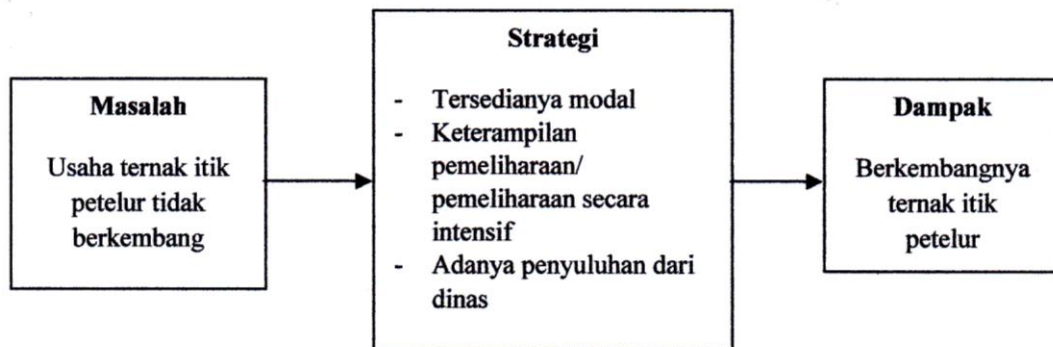 Masalah
Usaha ternak itik
petelur tidak
berkembang
Strategi
- Tersedianya modal
- Keterampilan
pemeliharaan/
pemeliharaan secara
intensif
- Adanya penyuluhan dari
dinas
Dampak
Berkembangnya
ternak itik
petelur